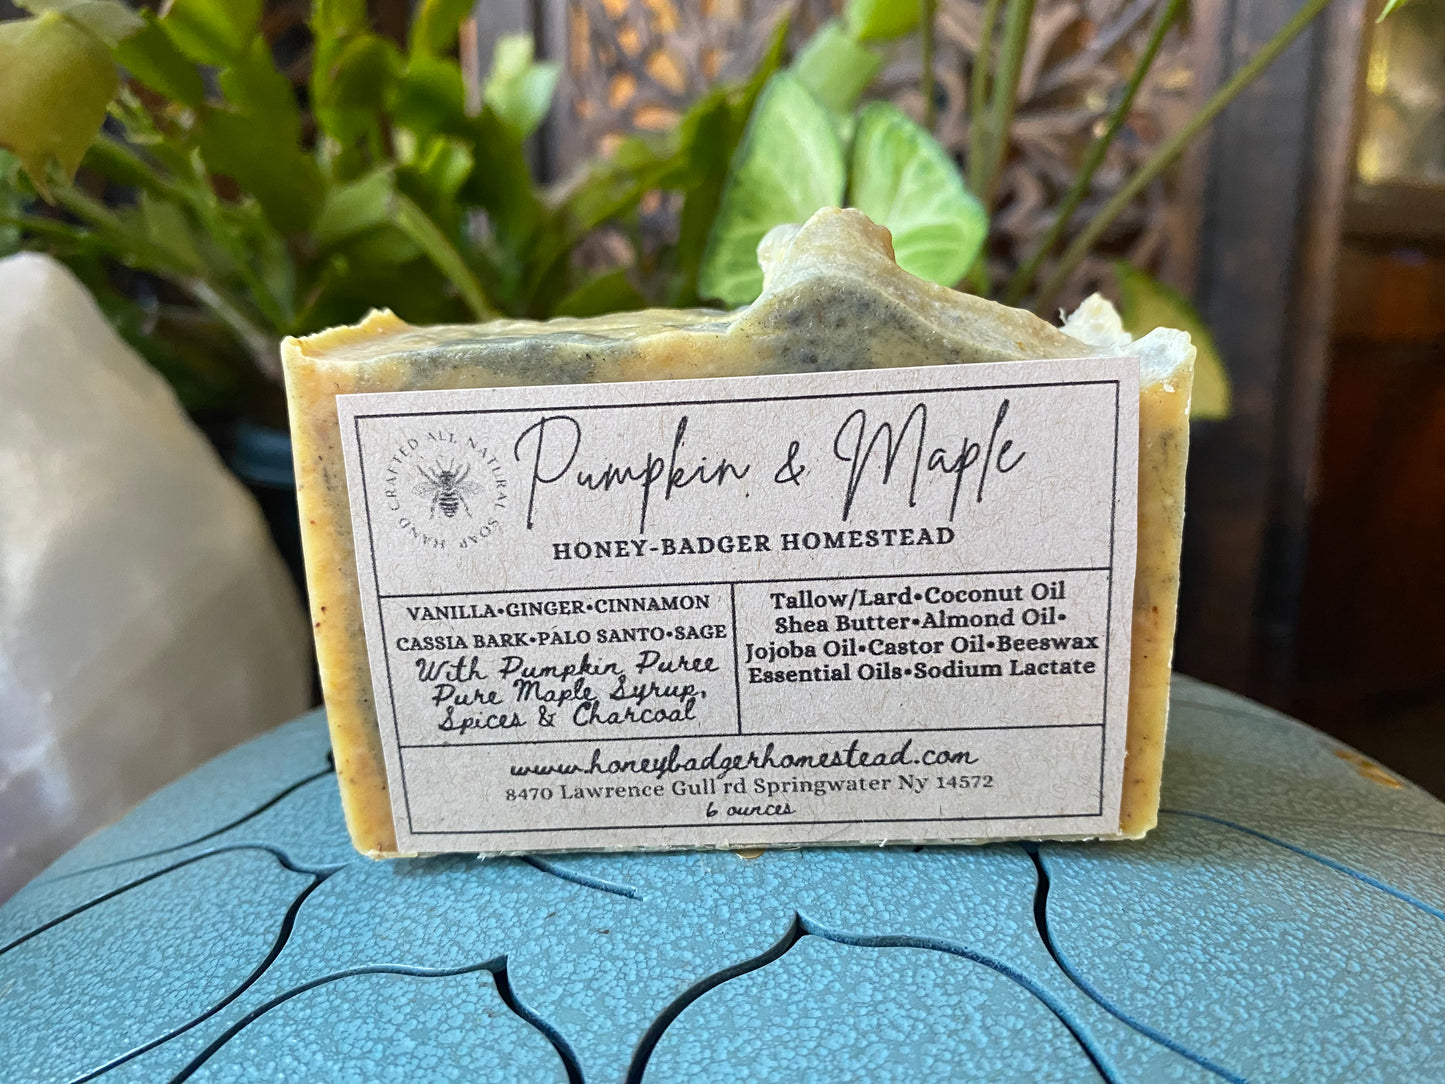 HAND CRAFTED ALL NATURAL SOAP
Pumpkin & Maple
HONEY-BADGER HOMESTEAD
VANILLA•GINGER•CINNAMON
CASSIA BARK•PALO SANTO•SAGE
With Pumpkin Puree
Pure Maple Syrup,
Spices & Charcoal
Tallow/Lard•Coconut Oil
Shea Butter•Almond Oil•
Jojoba Oil•Castor Oil•Beeswax
Essential Oils•Sodium Lactate
www.honeybadgerhomestead.com
8470 Lawrence Gull rd Springwater Ny 14572
6 ounces